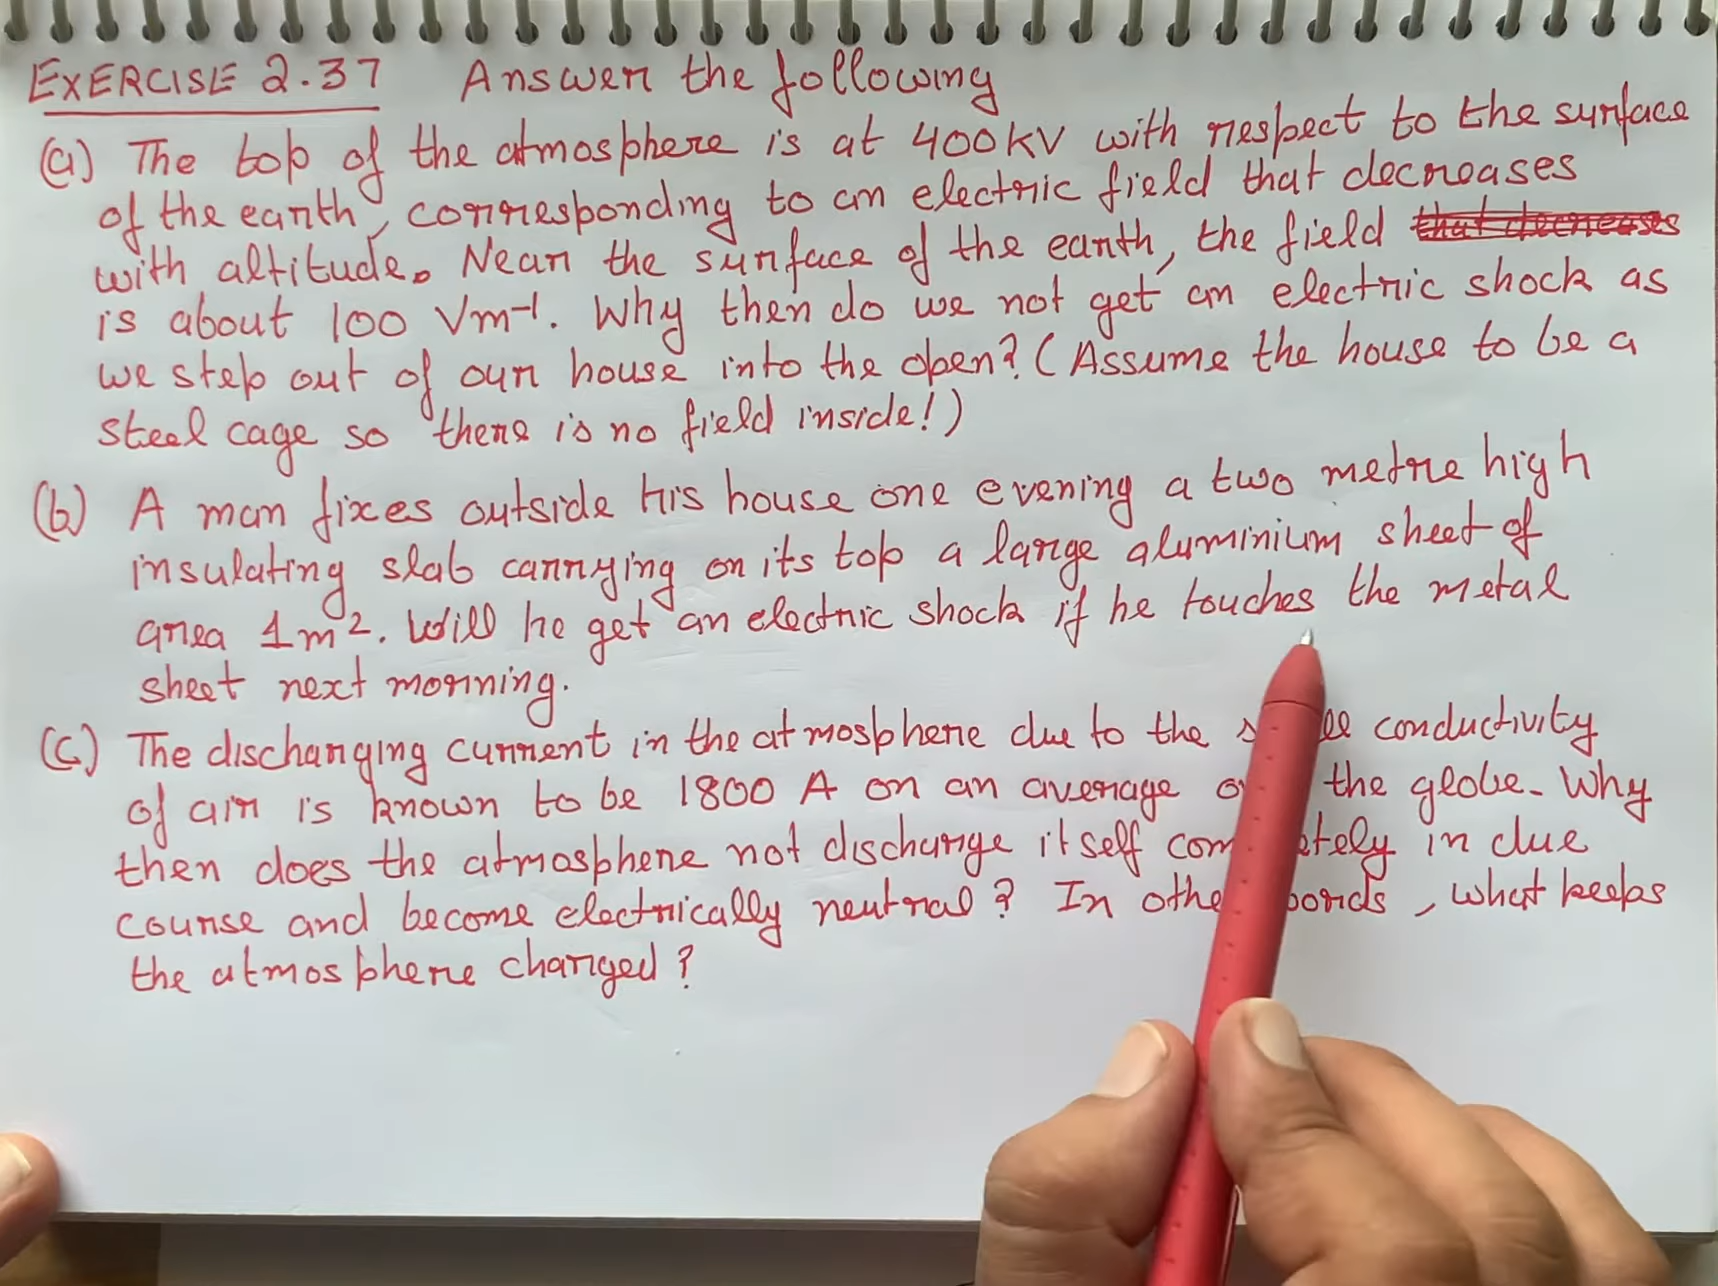 EXERCISE 2.37 Answer the following
(a) The top of the atmosphere is at 400kV with respect to the surface
of the earth, corresponding to an electric field that decreases
with altitude. Near the surface of the earth, the field that decreases
is about 100 Vm⁻¹. Why then do we not get an electric shock as
we step out of our house into the open? (Assume the house to be a
steel cage so there is no field inside!)
(b) A man fixes outside his house one evening a two metre high
insulating slab carrying on its top a large aluminium sheet of
area 1m². Will he get an electric shock if he touches the metal
sheet next morning.
(c) The discharging current in the atmosphere due to the conductivity
of air is known to be 1800 A on an average the globe. Why
then does the atmosphere not discharge itself in due
course and become electrically neutral? In , what keeps
the atmosphere charged?